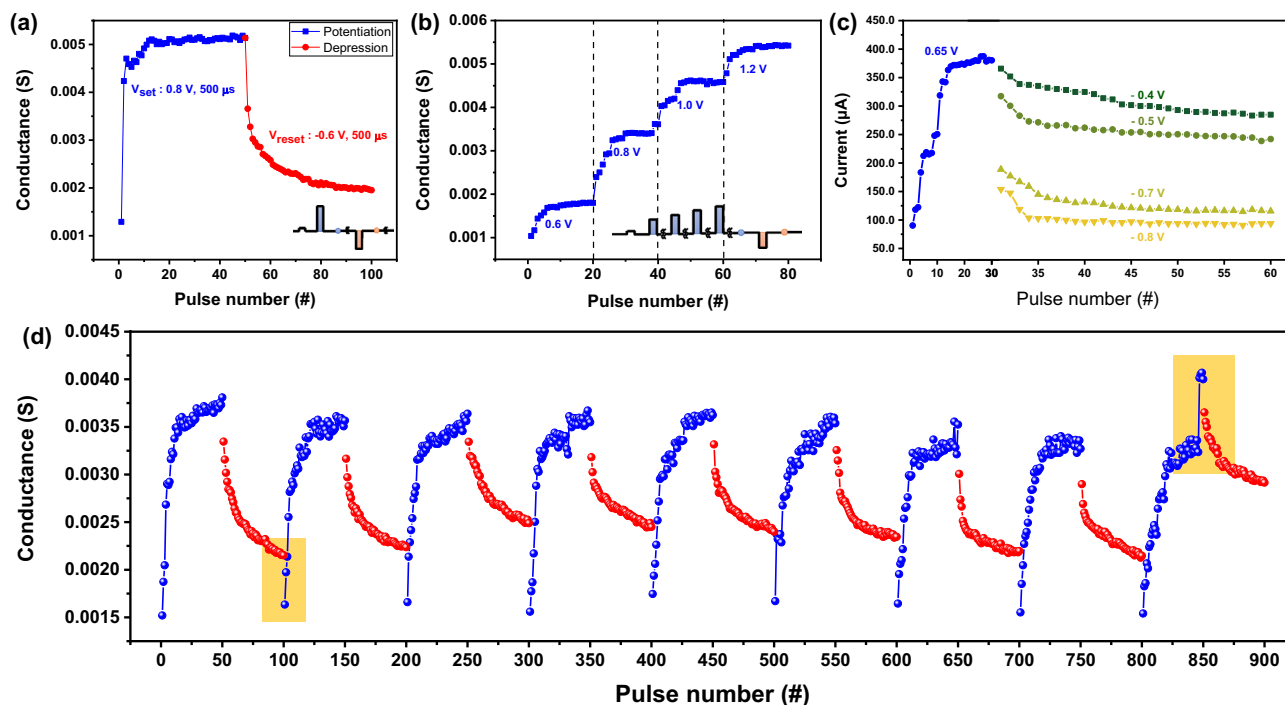 (a)
Conductance (S)
0.005
0.004
0.003
0.002
0.001
Potentiation
Depression
Vset : 0.8 V, 500 µs
Vreset : -0.6 V, 500 µs
0 20 40 60 80 100
Pulse number (#)
(b)
Conductance (S)
0.006
0.005
0.004
0.003
0.002
0.001
0.6 V
0.8 V
1.0 V
1.2 V
0 20 40 60 80
Pulse number (#)
(c)
Current (µA)
450.0
400.0
350.0
300.0
250.0
200.0
150.0
100.0
50.0
0.65 V
- 0.4 V
- 0.5 V
- 0.7 V
- 0.8 V
0 10 20 30 35 40 45 50 55 60
Pulse number (#)
(d)
Conductance (S)
0.0045
0.0040
0.0035
0.0030
0.0025
0.0020
0.0015
0 50 100 150 200 250 300 350 400 450 500 550 600 650 700 750 800 850 900
Pulse number (#)